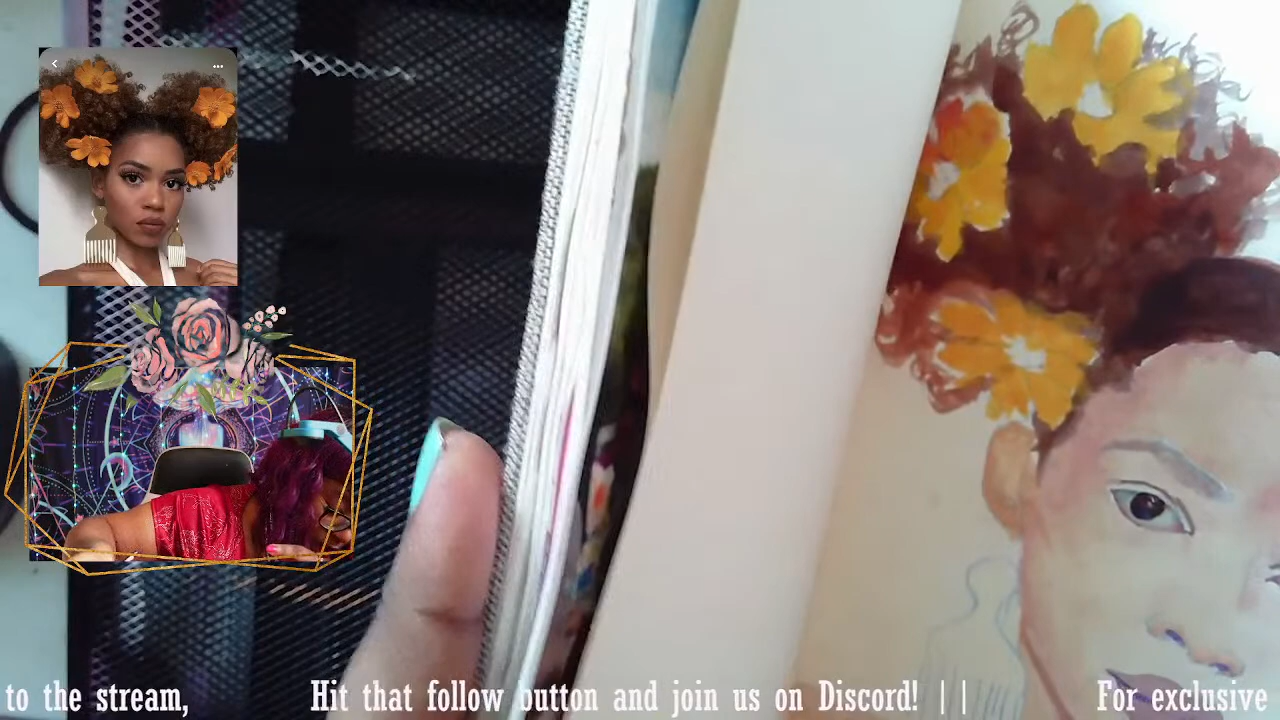 to the stream, Hit that follow button and join us on Discord! || For exclusive